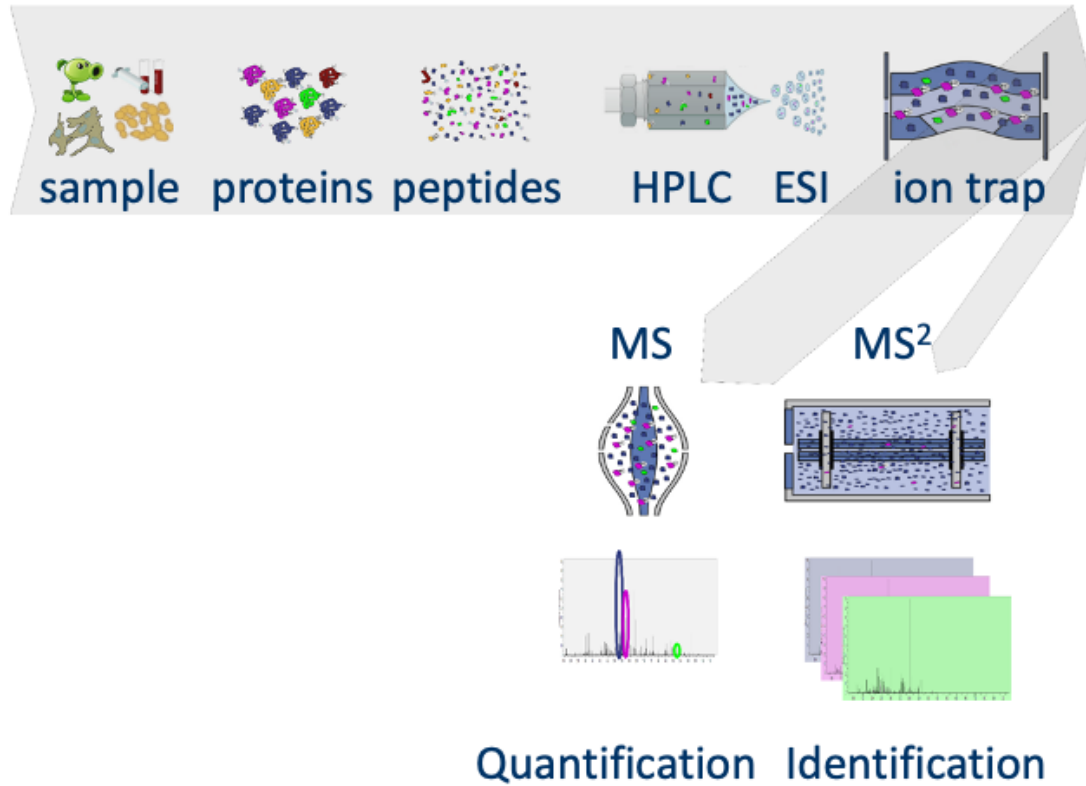 sample proteins peptides HPLC ESI ion trap
MS MS²
Quantification Identification